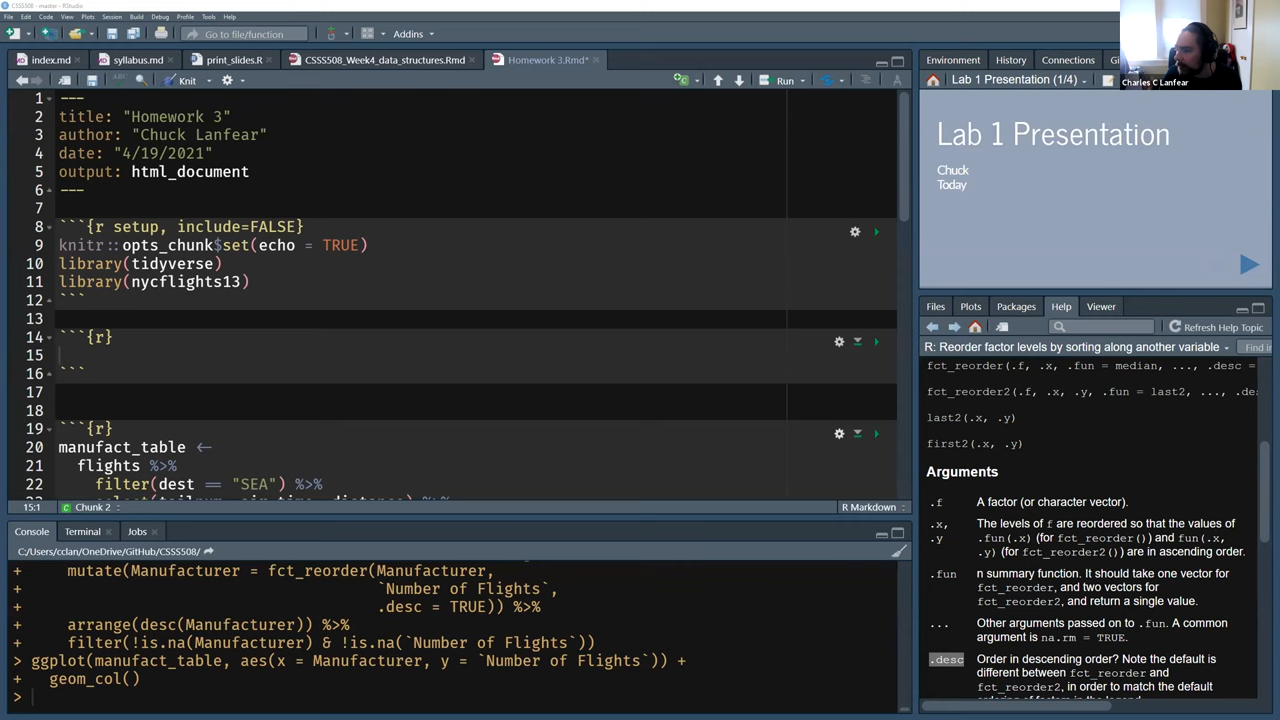 CSSS508 - master - RStudio
File Edit Code View Plots Session Build Debug Profile Tools Help
Go to file/function Addins
index.md × syllabus.md × print_slides.R × CSSS508_Week4_data_structures.Rmd × Homework 3.Rmd* ×
Knit Run
1 ---
2 title: "Homework 3"
3 author: "Chuck Lanfear"
4 date: "4/19/2021"
5 output: html_document
6 ---
7
8 ```{r setup, include=FALSE}
9 knitr::opts_chunk$set(echo = TRUE)
10 library(tidyverse)
11 library(nycflights13)
12 ```
13
14 ```{r}
15
16 ```
17
18
19 ```{r}
20 manufact_table <-
21 flights %>%
22 filter(dest == "SEA") %>%
15:1 Chunk 2 R Markdown
Console Terminal × Jobs ×
C:/Users/cclan/OneDrive/GitHub/CSSS508/
+ mutate(Manufacturer = fct_reorder(Manufacturer,
+ `Number of Flights`,
+ .desc = TRUE)) %>%
+ arrange(desc(Manufacturer)) %>%
+ filter(!is.na(Manufacturer) & !is.na(`Number of Flights`))
> ggplot(manufact_table, aes(x = Manufacturer, y = `Number of Flights`)) +
+ geom_col()
>
Charles C Lanfear
Environment History Connections
Lab 1 Presentation (1/4)
Lab 1 Presentation
Chuck
Today
Files Plots Packages Help Viewer
Refresh Help Topic
R: Reorder factor levels by sorting along another variable Find in
fct_reorder(.f, .x, .fun = median, ..., .desc =
fct_reorder2(.f, .x, .y, .fun = last2, ..., .de
last2(.x, .y)
first2(.x, .y)
Arguments
.f A factor (or character vector).
.x, The levels of f are reordered so that the values of
.y .fun(.x) (for fct_reorder()) and fun(.x,
.y) (for fct_reorder2()) are in ascending order.
.fun n summary function. It should take one vector for
fct_reorder, and two vectors for
fct_reorder2, and return a single value.
... Other arguments passed on to .fun. A common
argument is na.rm = TRUE.
.desc Order in descending order? Note the default is
different between fct_reorder and
fct_reorder2, in order to match the default